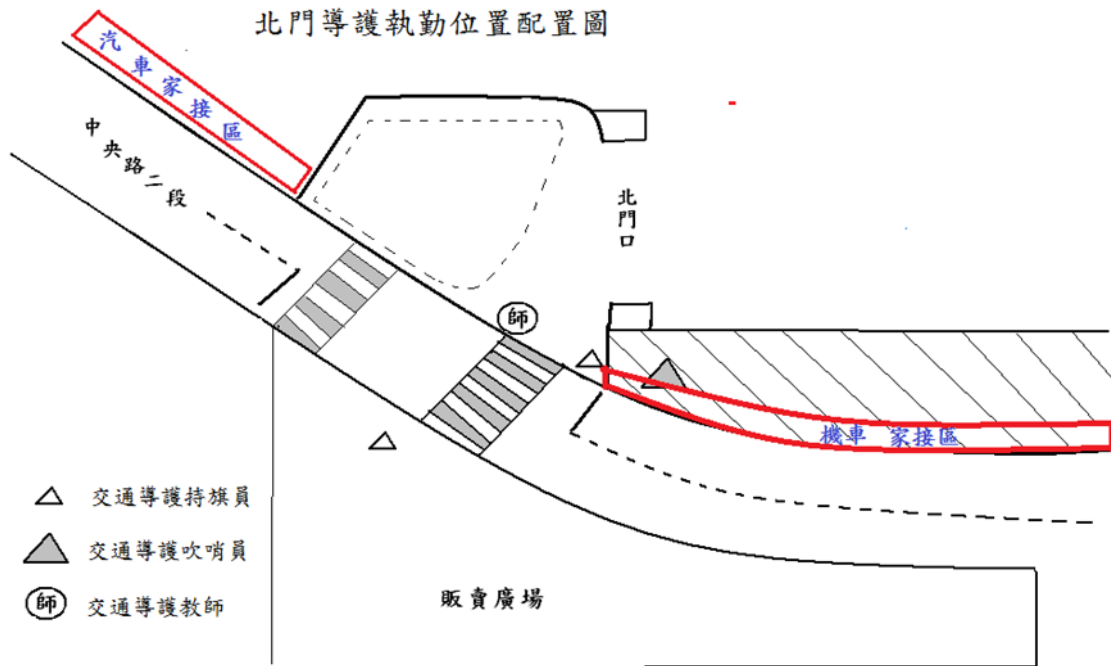 北門導護執勤位置配置圖
汽車家接區
中央路二段
北門口
師
機車 家接區
交通導護持旗員
交通導護吹哨員
師 交通導護教師
販賣廣場